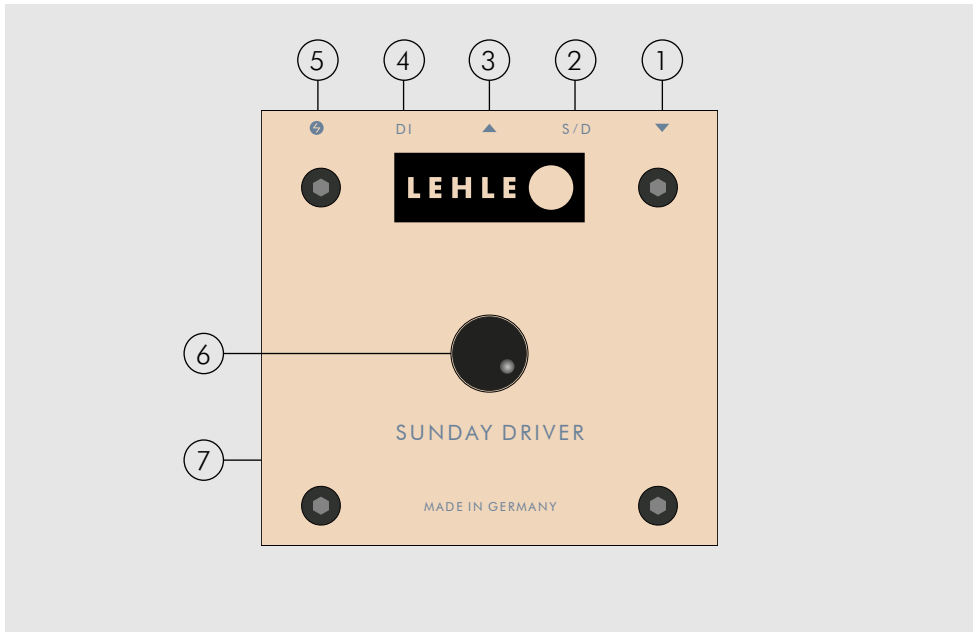 5 4 3 2 1
DI S/D
LEHLE
6
SUNDAY DRIVER
7
MADE IN GERMANY